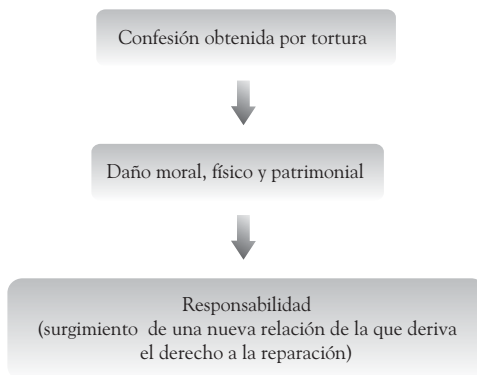 Confesión obtenida por tortura
Daño moral, físico y patrimonial
Responsabilidad
(surgimiento de una nueva relación de la que deriva
el derecho a la reparación)